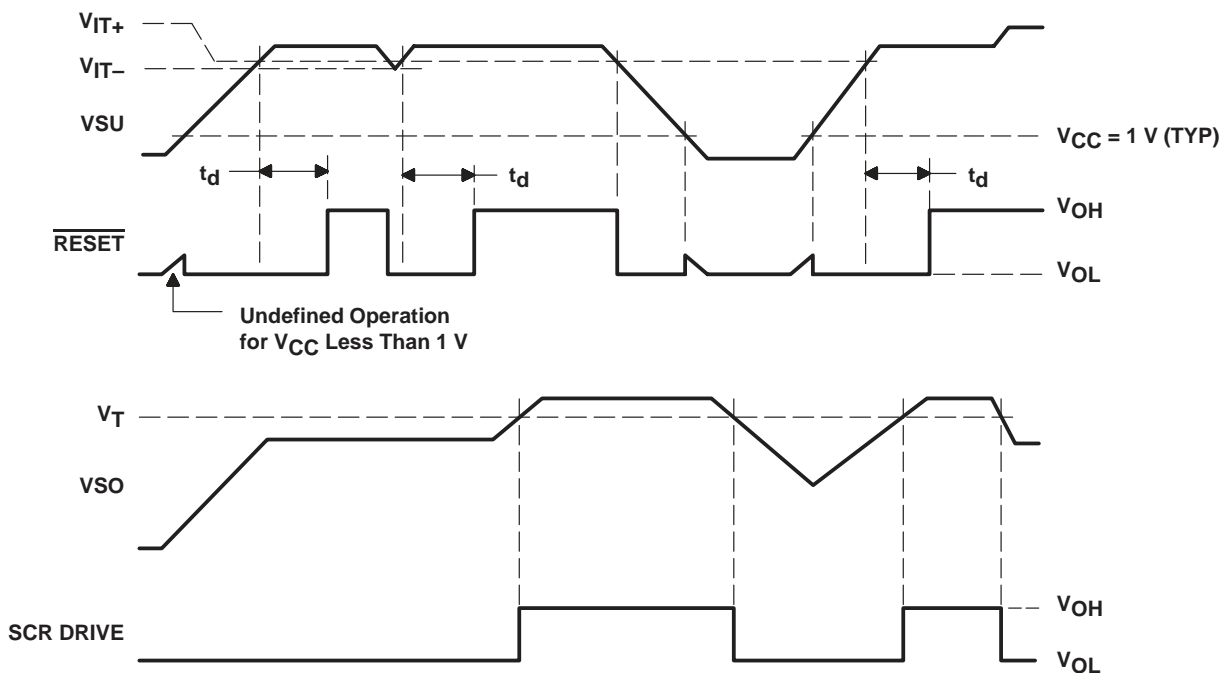 VIT+
VIT–
VSU
VCC = 1 V (TYP)
td
td
td
VOH
RESET
VOL
Undefined Operation
for VCC Less Than 1 V
VT
VSO
VOH
SCR DRIVE
VOL